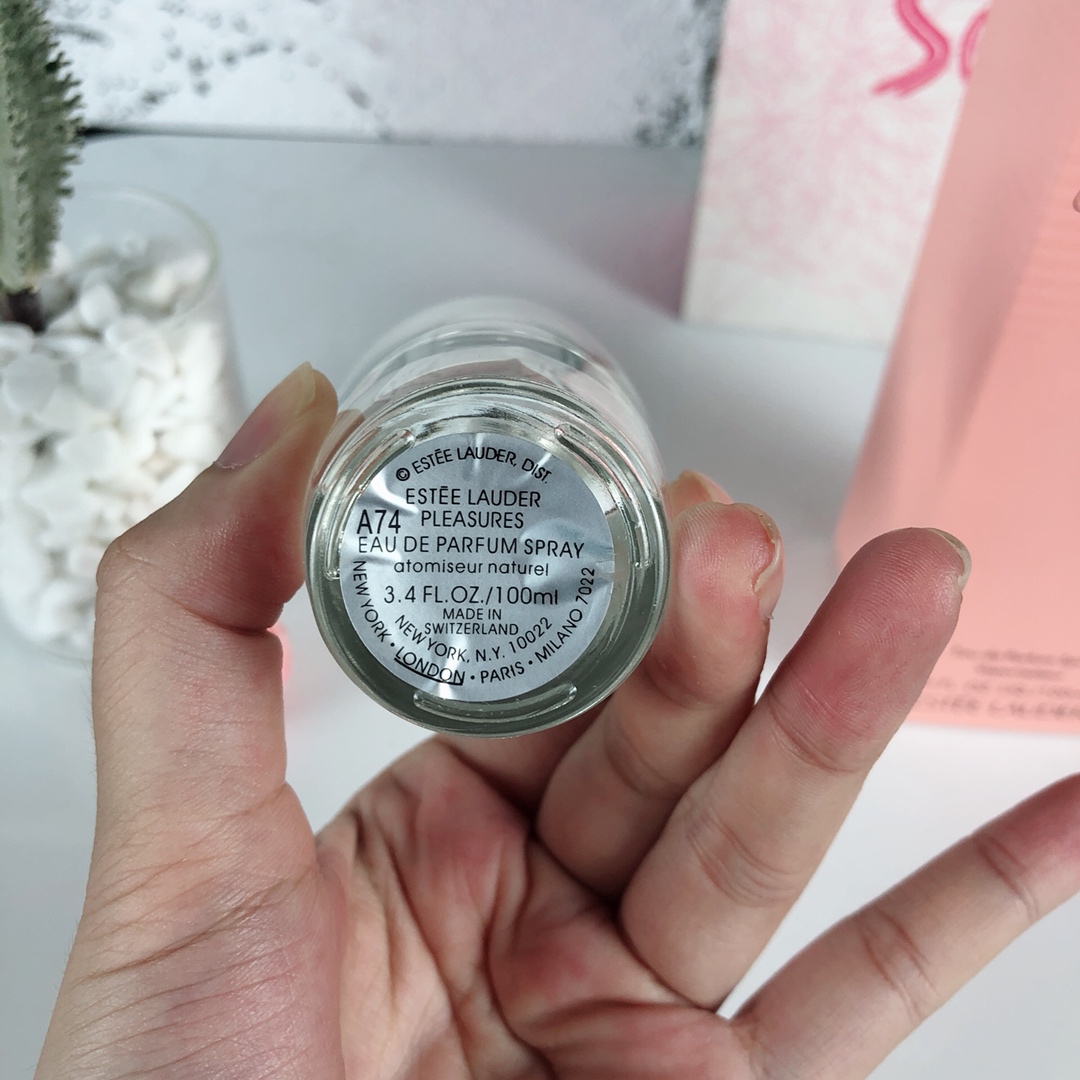 © ESTĒE LAUDER, DIST.
ESTĒE LAUDER
A74 PLEASURES
EAU DE PARFUM SPRAY
atomiseur naturel
3.4 FL.OZ./100ml
MADE IN
SWITZERLAND
NEW YORK, N.Y. 10022
NEW YORK • LONDON • PARIS • MILANO 7022